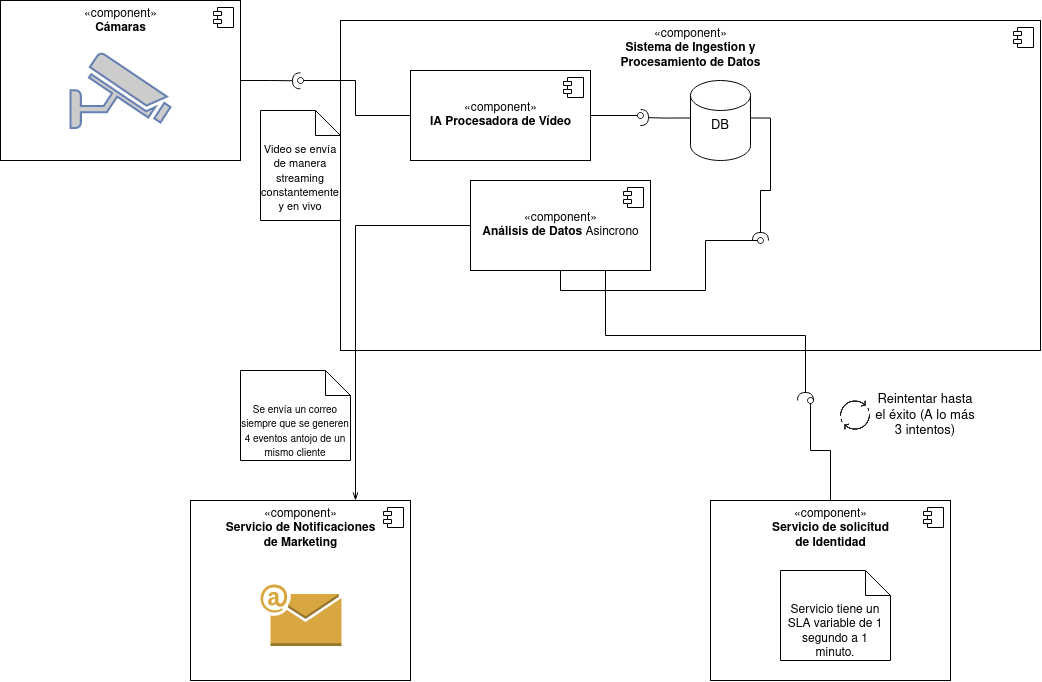 «component»
Cámaras
«component»
Sistema de Ingestion y
Procesamiento de Datos
«component»
IA Procesadora de Vídeo
DB
Video se envía
de manera
streaming
constantemente
y en vivo
«component»
Análisis de Datos Asincrono
Se envía un correo
siempre que se generen
4 eventos antojo de un
mismo cliente
Reintentar hasta
el éxito (A lo más
3 intentos)
«component»
Servicio de Notificaciones
de Marketing
@
«component»
Servicio de solicitud
de Identidad
Servicio tiene un
SLA variable de 1
segundo a 1
minuto.